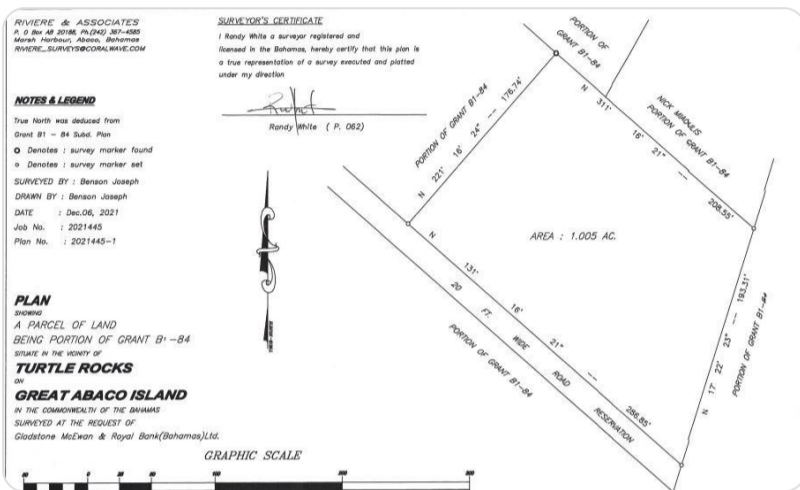 RIVIERE & ASSOCIATES
P. O Box AB 20188, Ph.(242) 367-4585
Marsh Harbour, Abaco, Bahamas
RIVIERE_SURVEYS@CORALWAVE.COM
NOTES & LEGEND
True North was deduced from
Grant B1 - 84 Subd. Plan
Denotes : survey marker found
Denotes : survey marker set
SURVEYED BY : Benson Joseph
DRAWN BY : Benson Joseph
DATE : Dec.06, 2021
Job No. : 2021445
Plan No. : 2021445-1
PLAN
SHOWING
A PARCEL OF LAND
BEING PORTION OF GRANT B1-84
SITUATE IN THE VICINITY OF
TURTLE ROCKS
ON
GREAT ABACO ISLAND
IN THE COMMONWEALTH OF THE BAHAMAS
SURVEYED AT THE REQUEST OF
Gladstone McEwan & Royal Bank(Bahamas)Ltd.
SURVEYOR'S CERTIFICATE
I Randy White a surveyor registered and
licensed in the Bahamas, hereby certify that this plan is
a true representation of a survey executed and plotted
under my direction
Randy White ( P. 062)
PORTION OF
GRANT B1-84
NICK MIAOULIS
PORTION OF GRANT B1-84
N 311' 16' 21" --- 208.55'
PORTION OF GRANT B1-84
N 221' 16' 24" --- 176.74'
AREA : 1.005 AC.
N 131' 16' 21" --- 286.85'
20 FT. WIDE ROAD RESERVATION
PORTION OF GRANT B1-84
N 17' 22' 23" --- 193.31'
PORTION OF GRANT B1-84
GRAPHIC SCALE